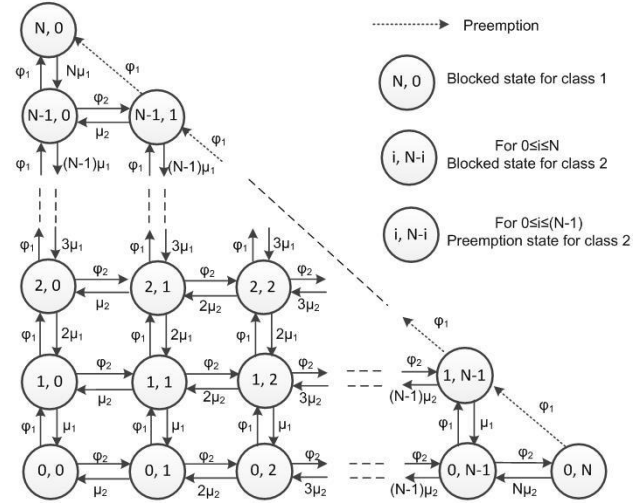 N, 0
Preemption
φ₁
φ₁ Nμ₁
N, 0 Blocked state for class 1
N-1, 0 φ₂ N-1, 1
μ₂
φ₁
φ₁ (N-1)μ₁ φ₁ (N-1)μ₁
i, N-i For 0≤i≤N
Blocked state for class 2
i, N-i For 0≤i≤(N-1)
Preemption state for class 2
φ₁ 3μ₁ φ₁ 3μ₁ φ₁ 3μ₁
2, 0 φ₂ 2, 1 φ₂ 2, 2 φ₂
μ₂ 2μ₂ 3μ₂
φ₁ 2μ₁ φ₁ 2μ₁ φ₁ 2μ₁
φ₁
1, 0 φ₂ 1, 1 φ₂ 1, 2 φ₂ φ₂ 1, N-1
μ₂ 2μ₂ 3μ₂ (N-1)μ₂
φ₁ μ₁ φ₁ μ₁ φ₁ μ₁ φ₁ μ₁ φ₁
0, 0 φ₂ 0, 1 φ₂ 0, 2 φ₂ φ₂ 0, N-1 φ₂ 0, N
μ₂ 2μ₂ 3μ₂ (N-1)μ₂ Nμ₂